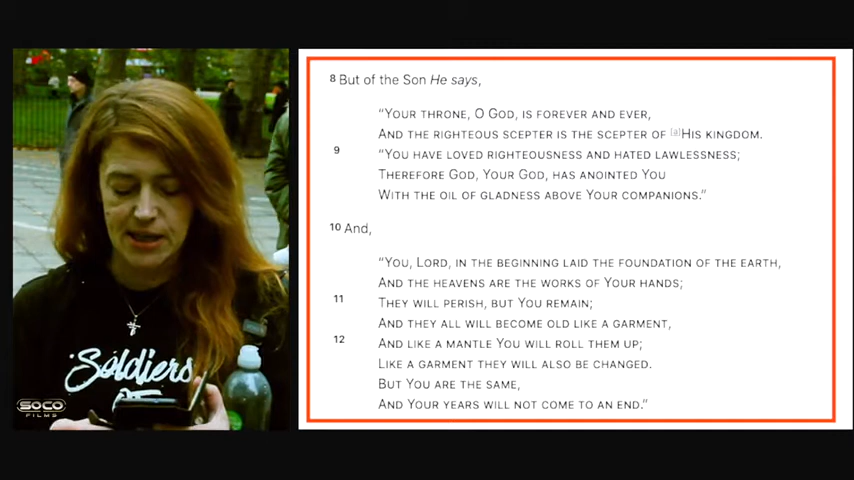 Soldiers
SOCO
FILMS
8 But of the Son He says,
“YOUR THRONE, O GOD, IS FOREVER AND EVER,
AND THE RIGHTEOUS SCEPTER IS THE SCEPTER OF [a]HIS KINGDOM.
9 “YOU HAVE LOVED RIGHTEOUSNESS AND HATED LAWLESSNESS;
THEREFORE GOD, YOUR GOD, HAS ANOINTED YOU
WITH THE OIL OF GLADNESS ABOVE YOUR COMPANIONS.”
10 And,
“YOU, LORD, IN THE BEGINNING LAID THE FOUNDATION OF THE EARTH,
AND THE HEAVENS ARE THE WORKS OF YOUR HANDS;
11 THEY WILL PERISH, BUT YOU REMAIN;
AND THEY ALL WILL BECOME OLD LIKE A GARMENT,
12 AND LIKE A MANTLE YOU WILL ROLL THEM UP;
LIKE A GARMENT THEY WILL ALSO BE CHANGED.
BUT YOU ARE THE SAME,
AND YOUR YEARS WILL NOT COME TO AN END.”